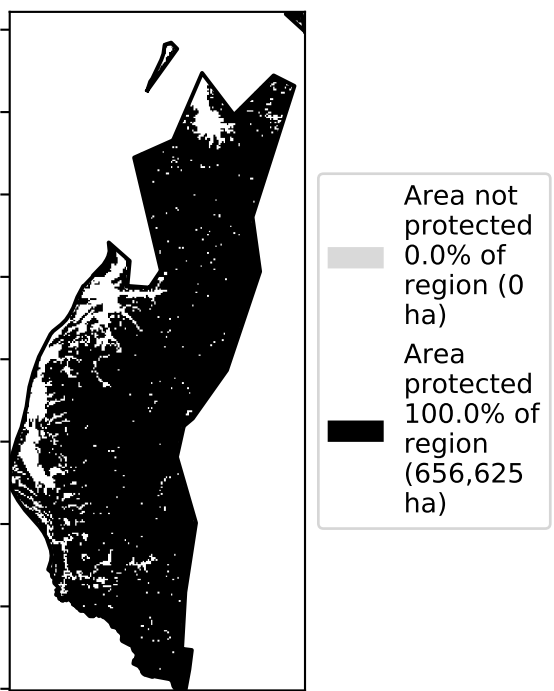 Area not
protected
0.0% of
region (0
ha)
Area
protected
100.0% of
region
(656,625
ha)